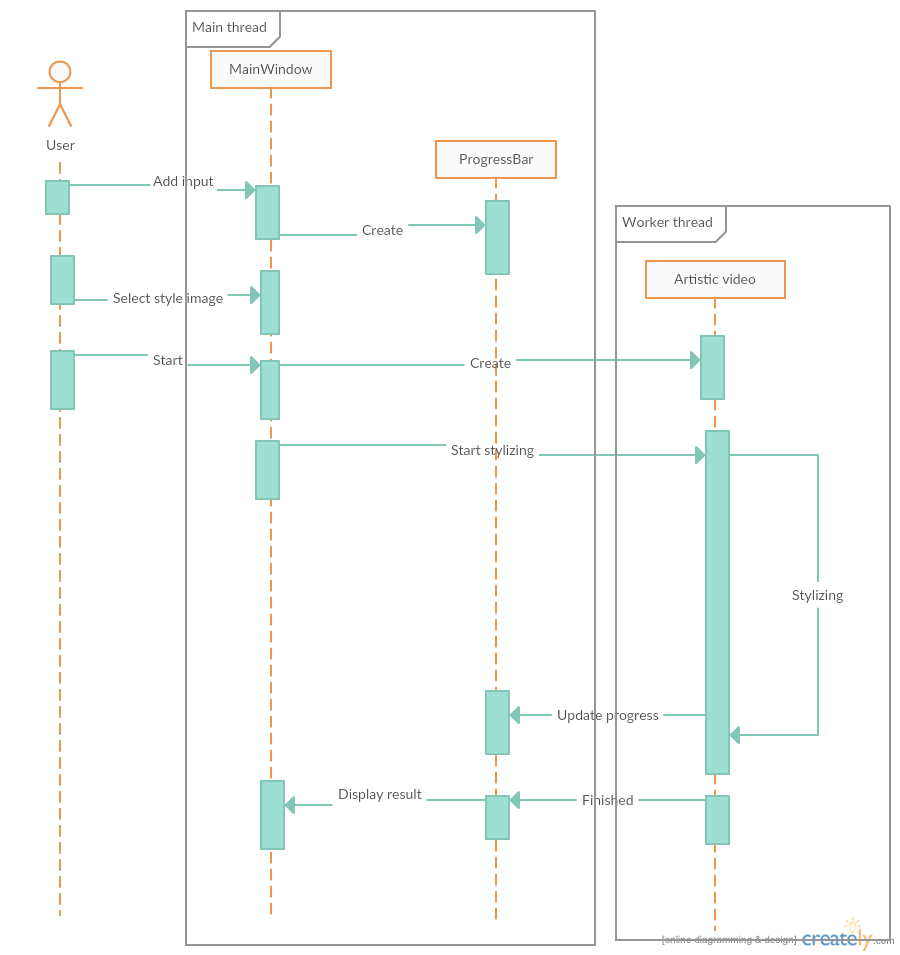 Main thread
MainWindow
User
ProgressBar
Add input
Worker thread
Create
Artistic video
Select style image
Start
Create
Start stylizing
Stylizing
Update progress
Display result
Finished
[online diagramming & design] creately.com